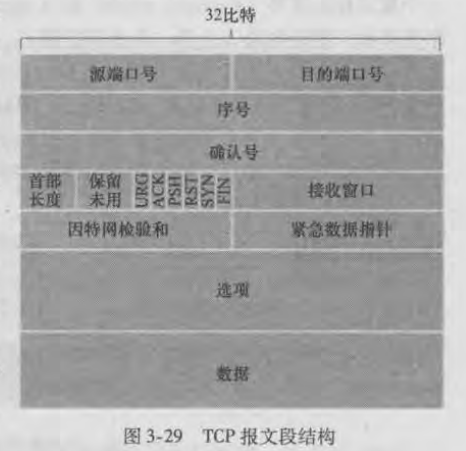 32比特
源端口号 目的端口号
序号
确认号
首部 保留 URG ACK PSH RST SYN FIN 接收窗口
长度 未用
因特网检验和 紧急数据指针
选项
数据
图 3-29 TCP 报文段结构